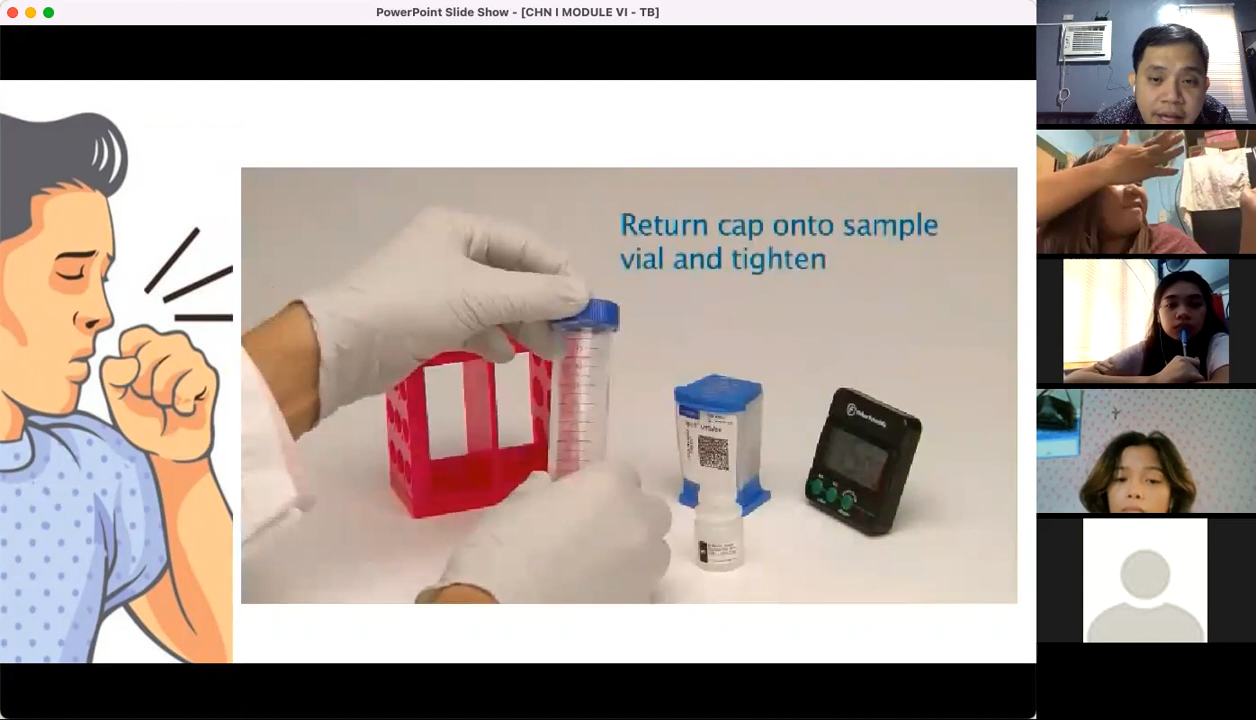 PowerPoint Slide Show - [CHN I MODULE VI - TB]
Return cap onto sample
vial and tighten